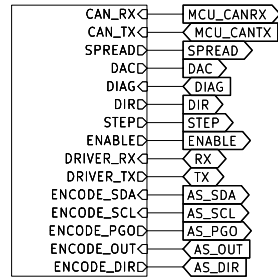 CAN_RX MCU_CANRX
CAN_TX MCU_CANTX
SPREAD SPREAD
DAC DAC
DIAG DIAG
DIR DIR
STEP STEP
ENABLE ENABLE
DRIVER_RX RX
DRIVER_TX TX
ENCODE_SDA AS_SDA
ENCODE_SCL AS_SCL
ENCODE_PGO AS_PGO
ENCODE_OUT AS_OUT
ENCODE_DIR AS_DIR